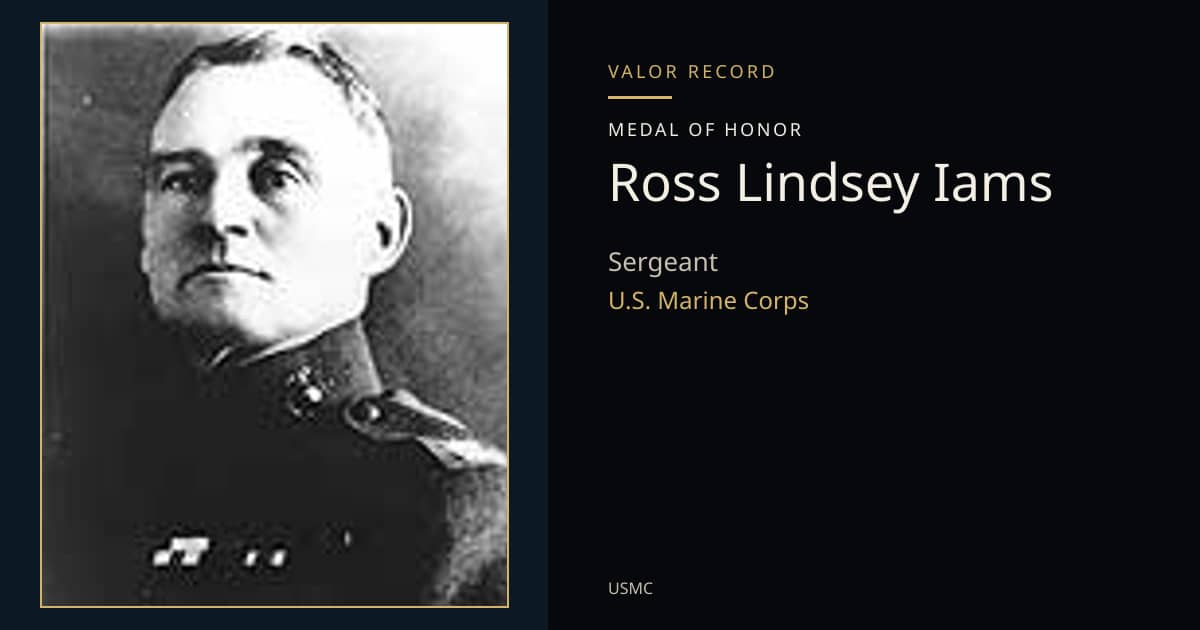 VALOR RECORD
MEDAL OF HONOR
Ross Lindsey Iams
Sergeant
U.S. Marine Corps
USMC